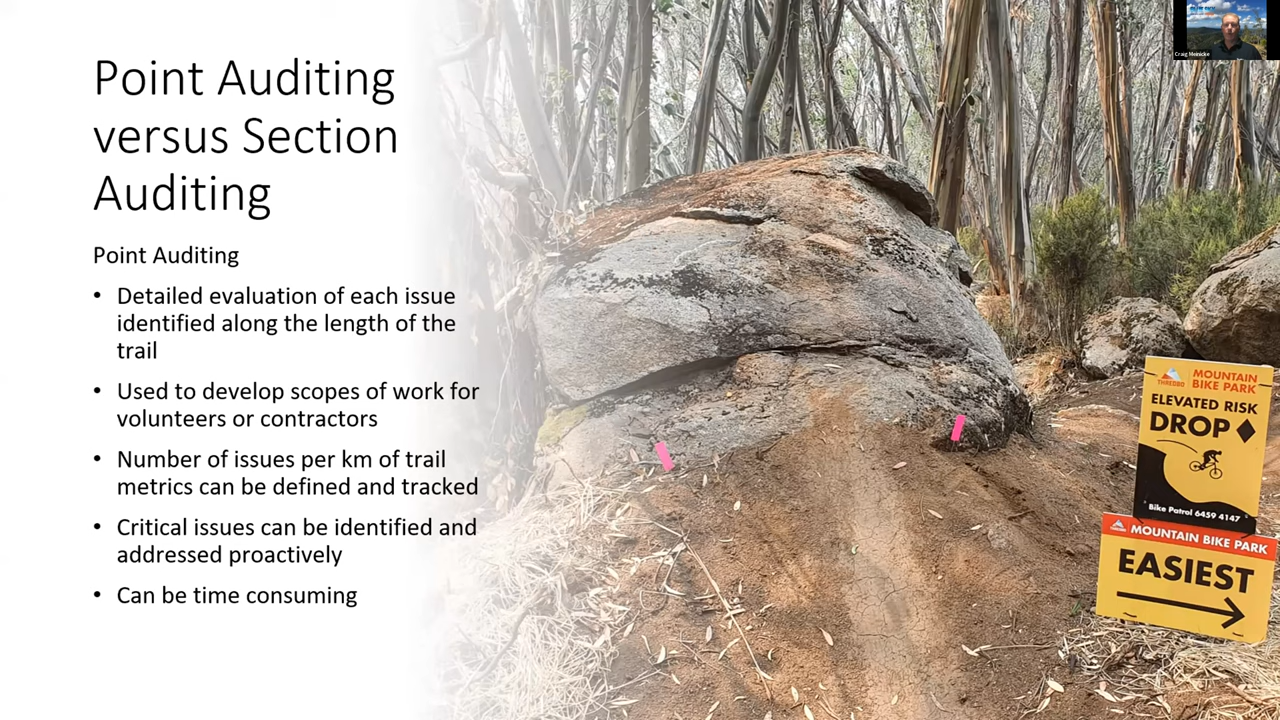 Point Auditing
versus Section
Auditing
Point Auditing
• Detailed evaluation of each issue
identified along the length of the
trail
• Used to develop scopes of work for
volunteers or contractors
• Number of issues per km of trail
metrics can be defined and tracked
• Critical issues can be identified and
addressed proactively
• Can be time consuming
Craig Meinicke
THREDBO
MOUNTAIN
BIKE PARK
ELEVATED RISK
DROP
Bike Patrol 6459 4147
MOUNTAIN BIKE PARK
EASIEST